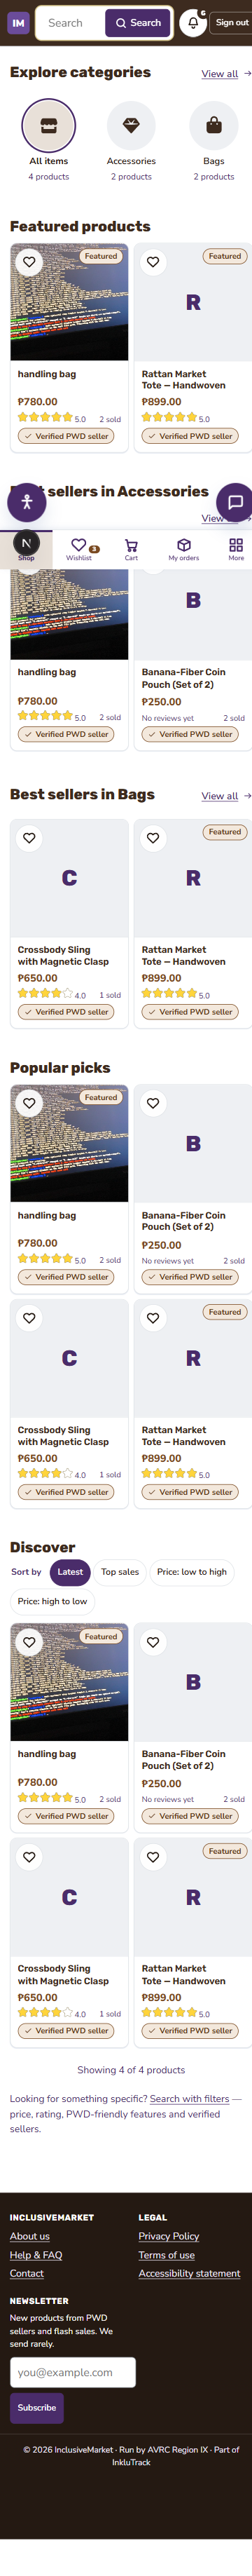 IM
Search
Search
6
Sign out
Explore categories
View all →
All items
4 products
Accessories
2 products
Bags
2 products
Featured products
Featured
handling bag
₱780.00
5.0
2 sold
Verified PWD seller
R
Featured
Rattan Market
Tote — Handwoven
₱899.00
5.0
Verified PWD seller
sellers in Accessories
View
N
Shop
Wishlist
3
Cart
My orders
More
handling bag
₱780.00
5.0
2 sold
Verified PWD seller
B
Banana-Fiber Coin
Pouch (Set of 2)
₱250.00
No reviews yet
2 sold
Verified PWD seller
Best sellers in Bags
View all →
C
Crossbody Sling
with Magnetic Clasp
₱650.00
4.0
1 sold
Verified PWD seller
R
Featured
Rattan Market
Tote — Handwoven
₱899.00
5.0
Verified PWD seller
Popular picks
Featured
handling bag
₱780.00
5.0
2 sold
Verified PWD seller
B
Banana-Fiber Coin
Pouch (Set of 2)
₱250.00
No reviews yet
2 sold
Verified PWD seller
C
Crossbody Sling
with Magnetic Clasp
₱650.00
4.0
1 sold
Verified PWD seller
R
Featured
Rattan Market
Tote — Handwoven
₱899.00
5.0
Verified PWD seller
Discover
Sort by
Latest
Top sales
Price: low to high
Price: high to low
Featured
handling bag
₱780.00
5.0
2 sold
Verified PWD seller
B
Banana-Fiber Coin
Pouch (Set of 2)
₱250.00
No reviews yet
2 sold
Verified PWD seller
C
Crossbody Sling
with Magnetic Clasp
₱650.00
4.0
1 sold
Verified PWD seller
R
Featured
Rattan Market
Tote — Handwoven
₱899.00
5.0
Verified PWD seller
Showing 4 of 4 products
Looking for something specific? Search with filters —
price, rating, PWD-friendly features and verified
sellers.
INCLUSIVEMARKET
About us
Help & FAQ
Contact
LEGAL
Privacy Policy
Terms of use
Accessibility statement
NEWSLETTER
New products from PWD
sellers and flash sales. We
send rarely.
you@example.com
Subscribe
© 2026 InclusiveMarket · Run by AVRC Region IX · Part of
InkluTrack